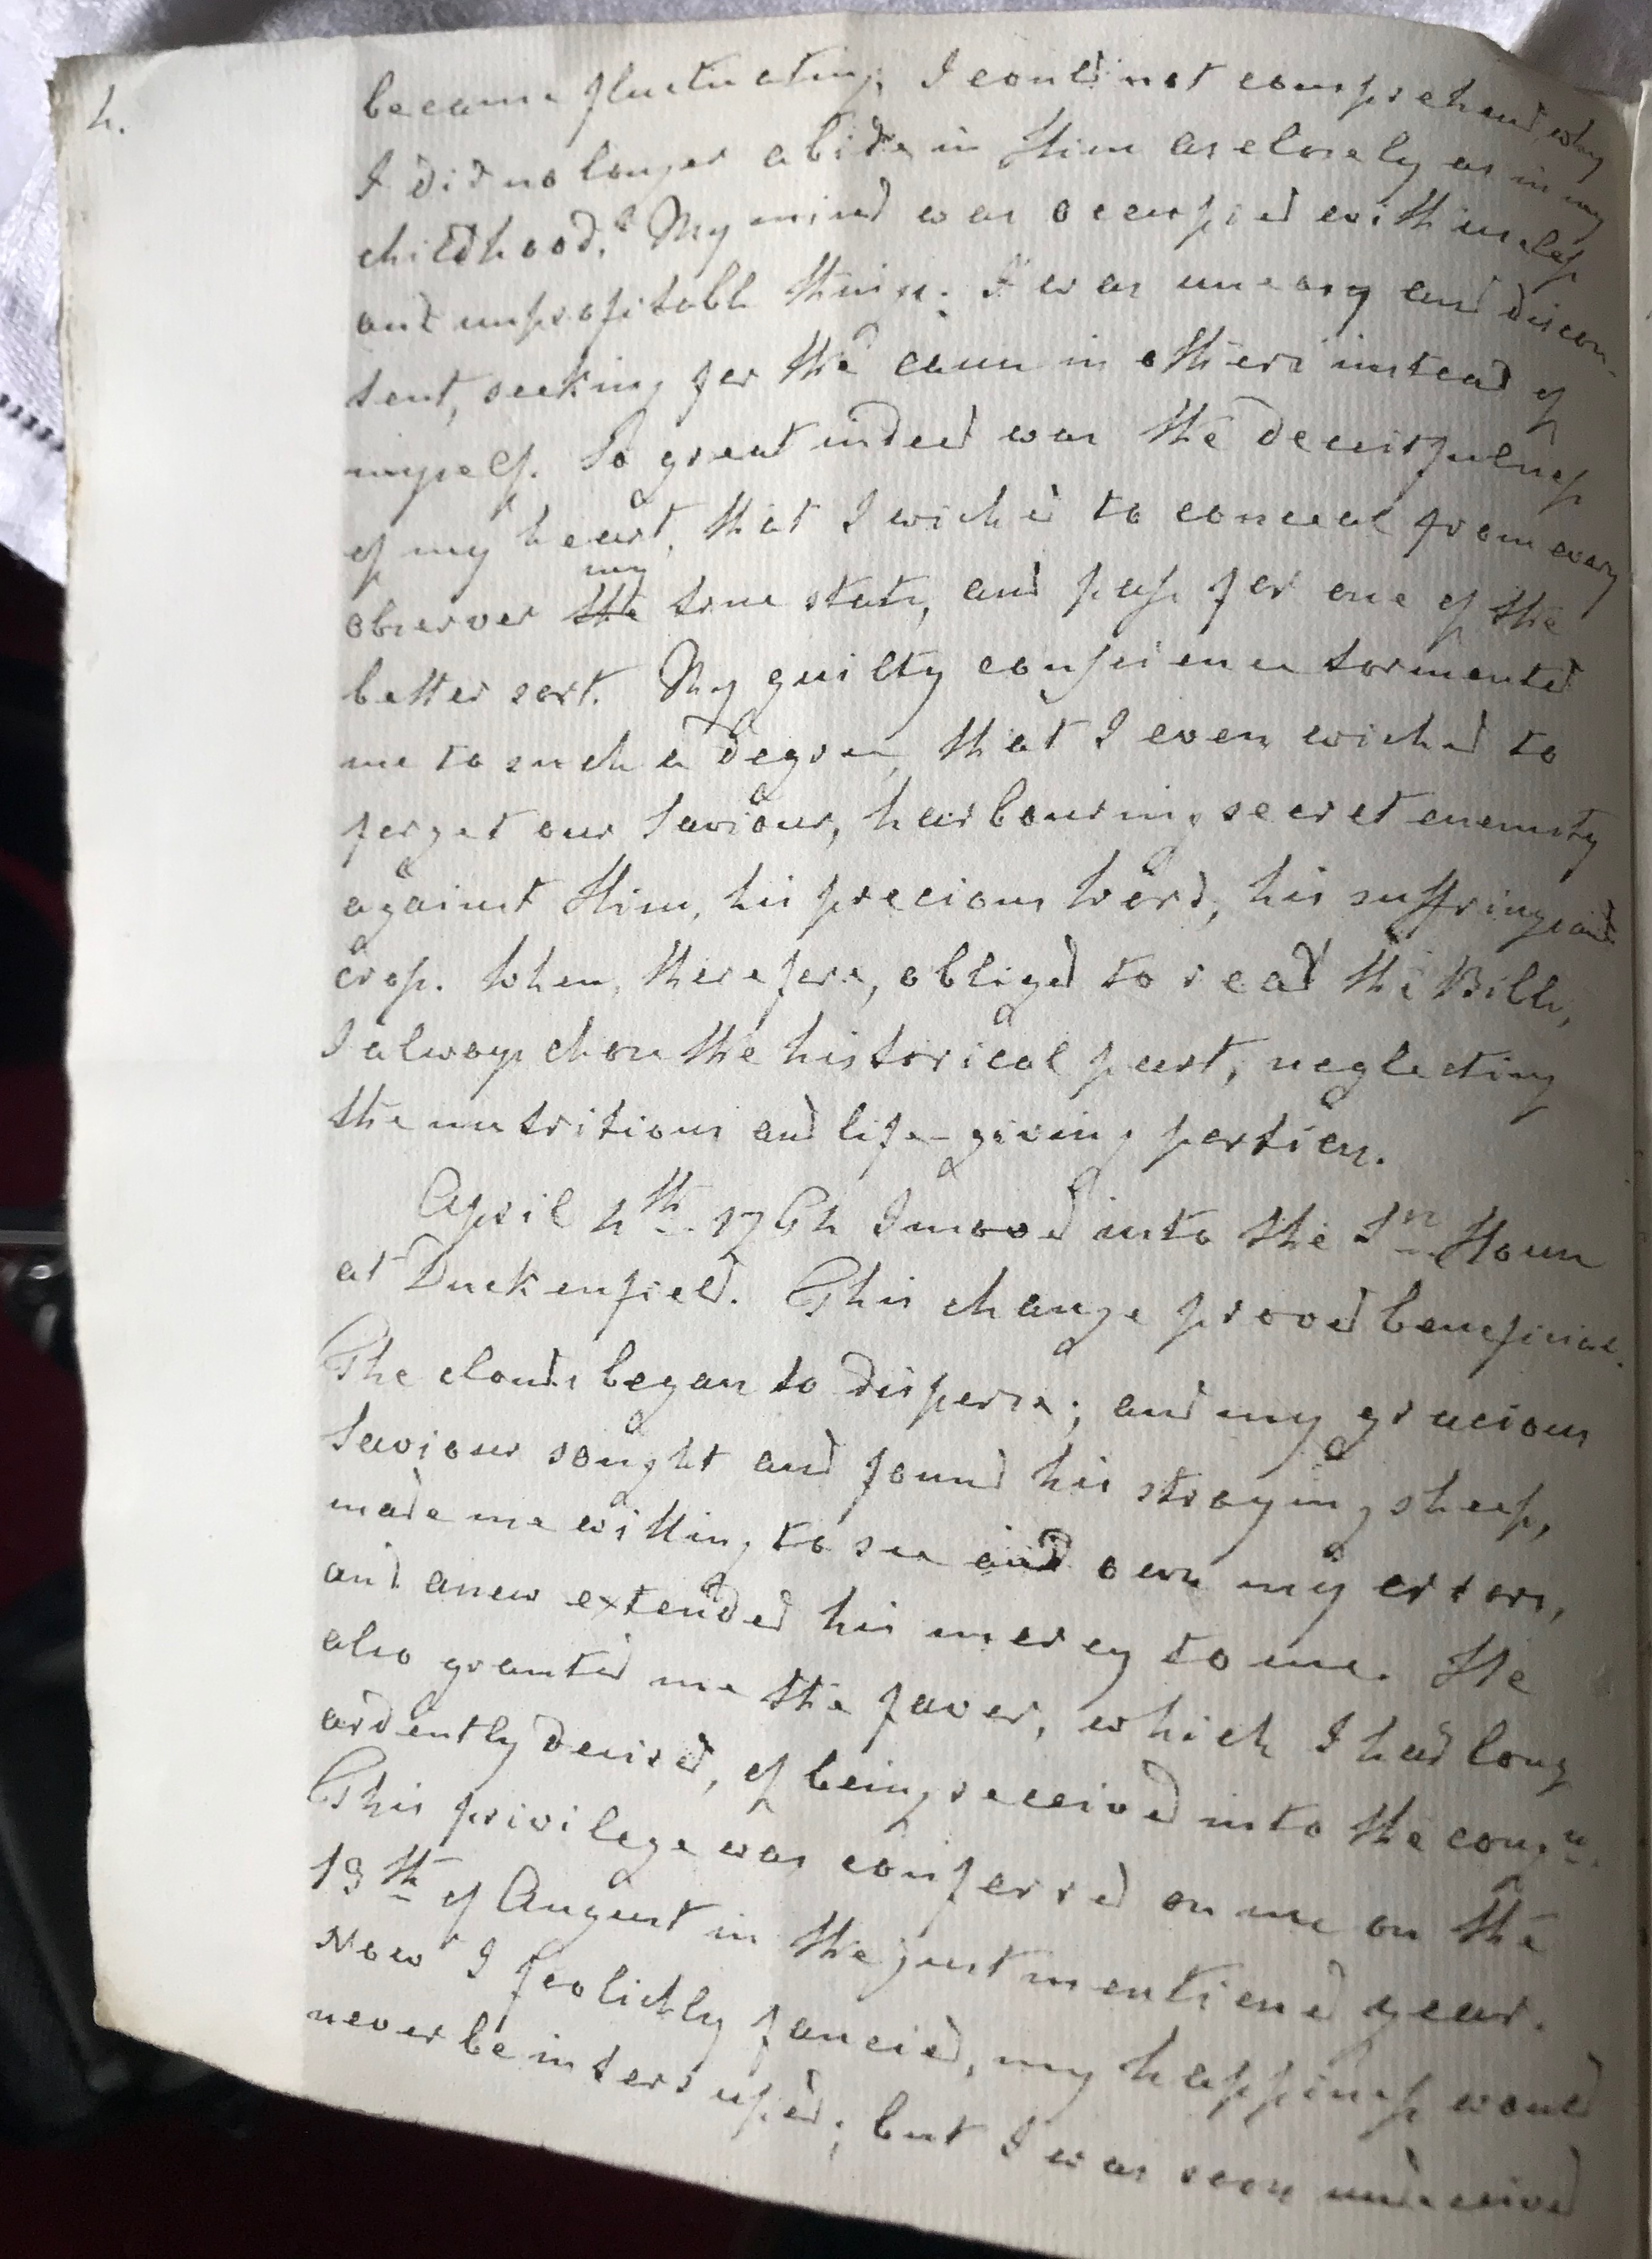 4.
became fluctuating; I could not comprehend, why
I did no longer abide in Him as closely as in my
childhood. My mind was occupied with useless
and unprofitable things. I was uneasy and discon-
tent, seeking for the cause in others instead of
myself. So great indeed was the deceitfulness
of my heart, that I wished to conceal from every
my
observer the true state, and pass for one of the
better sort. My guilty conscience tormented
me to such a degree, that I even wished to
forget our Saviour, harbouring secret enemity
against Him, his precious Word, his suffrings and
cross. When, therefore, obliged to read the Bible,
I always chose the historical part, neglecting
the nutritious and life-giving portion.
April 4th 1764 I moved into the Sn House
at Duckenfield. This change proved beneficial.
The clouds began to disperse; and my gracious
Saviour sought and found his straying sheep,
made me willing to see and own my errors,
and anew extended his mercy to me. He
also granted me the favor, which I had long
ardently desired, of being received into the congn.
This privilege was conferred on me on the
13th of August in the just mentioned year.
Now I foolishly fancied, my happiness would
never be interruped; but I was soon undeceived